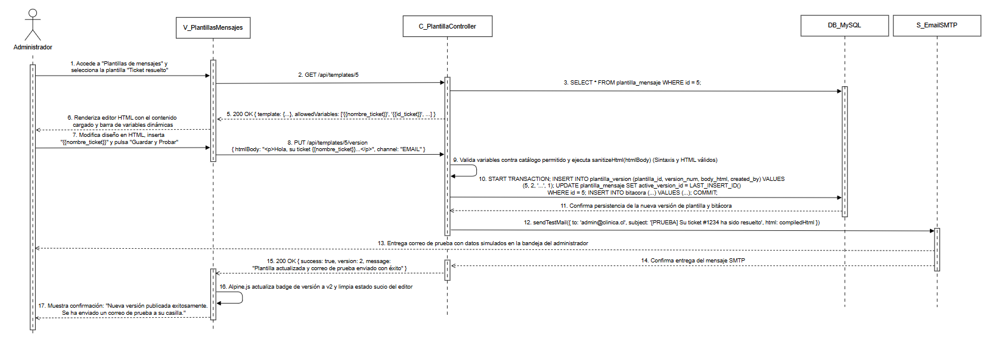 Administrador
V_PlantillasMensajes
C_PlantillaController
DB_MySQL
S_EmailSMTP
1. Accede a "Plantillas de mensajes" y
selecciona la plantilla "Ticket resuelto"
2. GET /api/templates/5
3. SELECT * FROM plantilla_mensaje WHERE id = 5;
5. 200 OK { template: {...}, allowedVariables: ['{{nombre_ticket}}', '{{id_ticket}}', ...] }
6. Renderiza editor HTML con el contenido
cargado y barra de variables dinámicas
7. Modifica diseño en HTML, inserta
"{{nombre_ticket}}" y pulsa "Guardar y Probar"
8. PUT /api/templates/5/version
{ htmlBody: "<p>Hola, su ticket {{nombre_ticket}}...</p>", channel: "EMAIL" }
9. Valida variables contra catálogo permitido y ejecuta sanitizeHtml(htmlBody) (Sintaxis y HTML válidos)
10. START TRANSACTION; INSERT INTO plantilla_version (plantilla_id, version_num, body_html, created_by) VALUES
(5, 2, '...', 1); UPDATE plantilla_mensaje SET active_version_id = LAST_INSERT_ID()
WHERE id = 5; INSERT INTO bitacora (...) VALUES (...); COMMIT;
11. Confirma persistencia de la nueva versión de plantilla y bitácora
12. sendTestMail({ to: 'admin@clinica.cl', subject: '[PRUEBA] Su ticket #1234 ha sido resuelto', html: compiledHtml })
13. Entrega correo de prueba con datos simulados en la bandeja del administrador
14. Confirma entrega del mensaje SMTP
15. 200 OK { success: true, version: 2, message:
"Plantilla actualizada y correo de prueba enviado con éxito" }
16. Alpine.js actualiza badge de versión a v2 y limpia estado sucio del editor
17. Muestra confirmación: "Nueva versión publicada exitosamente.
Se ha enviado un correo de prueba a su casilla."